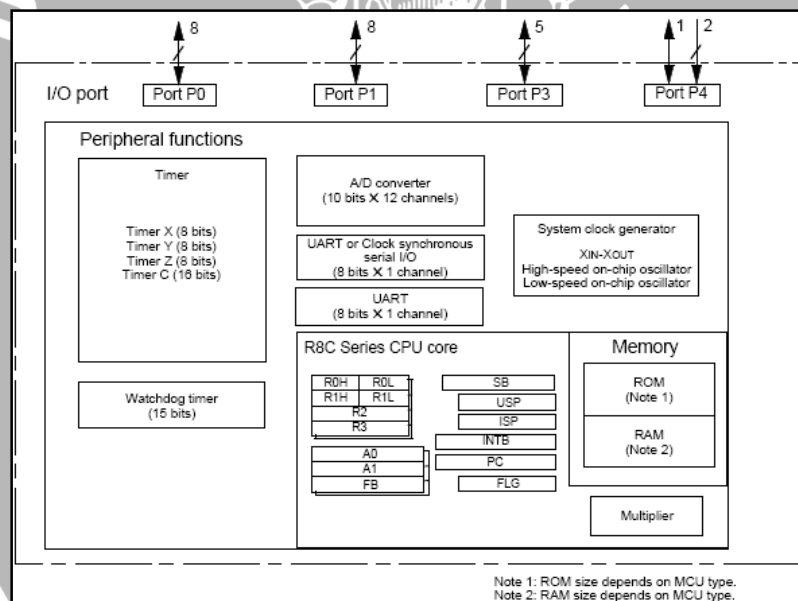 8
8
5
1
2
I/O port
Port P0
Port P1
Port P3
Port P4
Peripheral functions
Timer
Timer X (8 bits)
Timer Y (8 bits)
Timer Z (8 bits)
Timer C (16 bits)
Watchdog timer
(15 bits)
A/D converter
(10 bits X 12 channels)
UART or Clock synchronous
serial I/O
(8 bits X 1 channel)
UART
(8 bits X 1 channel)
System clock generator
XIN-XOUT
High-speed on-chip oscillator
Low-speed on-chip oscillator
R8C Series CPU core
R0H R0L
R1H R1L
R2
R3
A0
A1
FB
SB
USP
ISP
INTB
PC
FLG
Memory
ROM
(Note 1)
RAM
(Note 2)
Multiplier
Note 1: ROM size depends on MCU type.
Note 2: RAM size depends on MCU type.